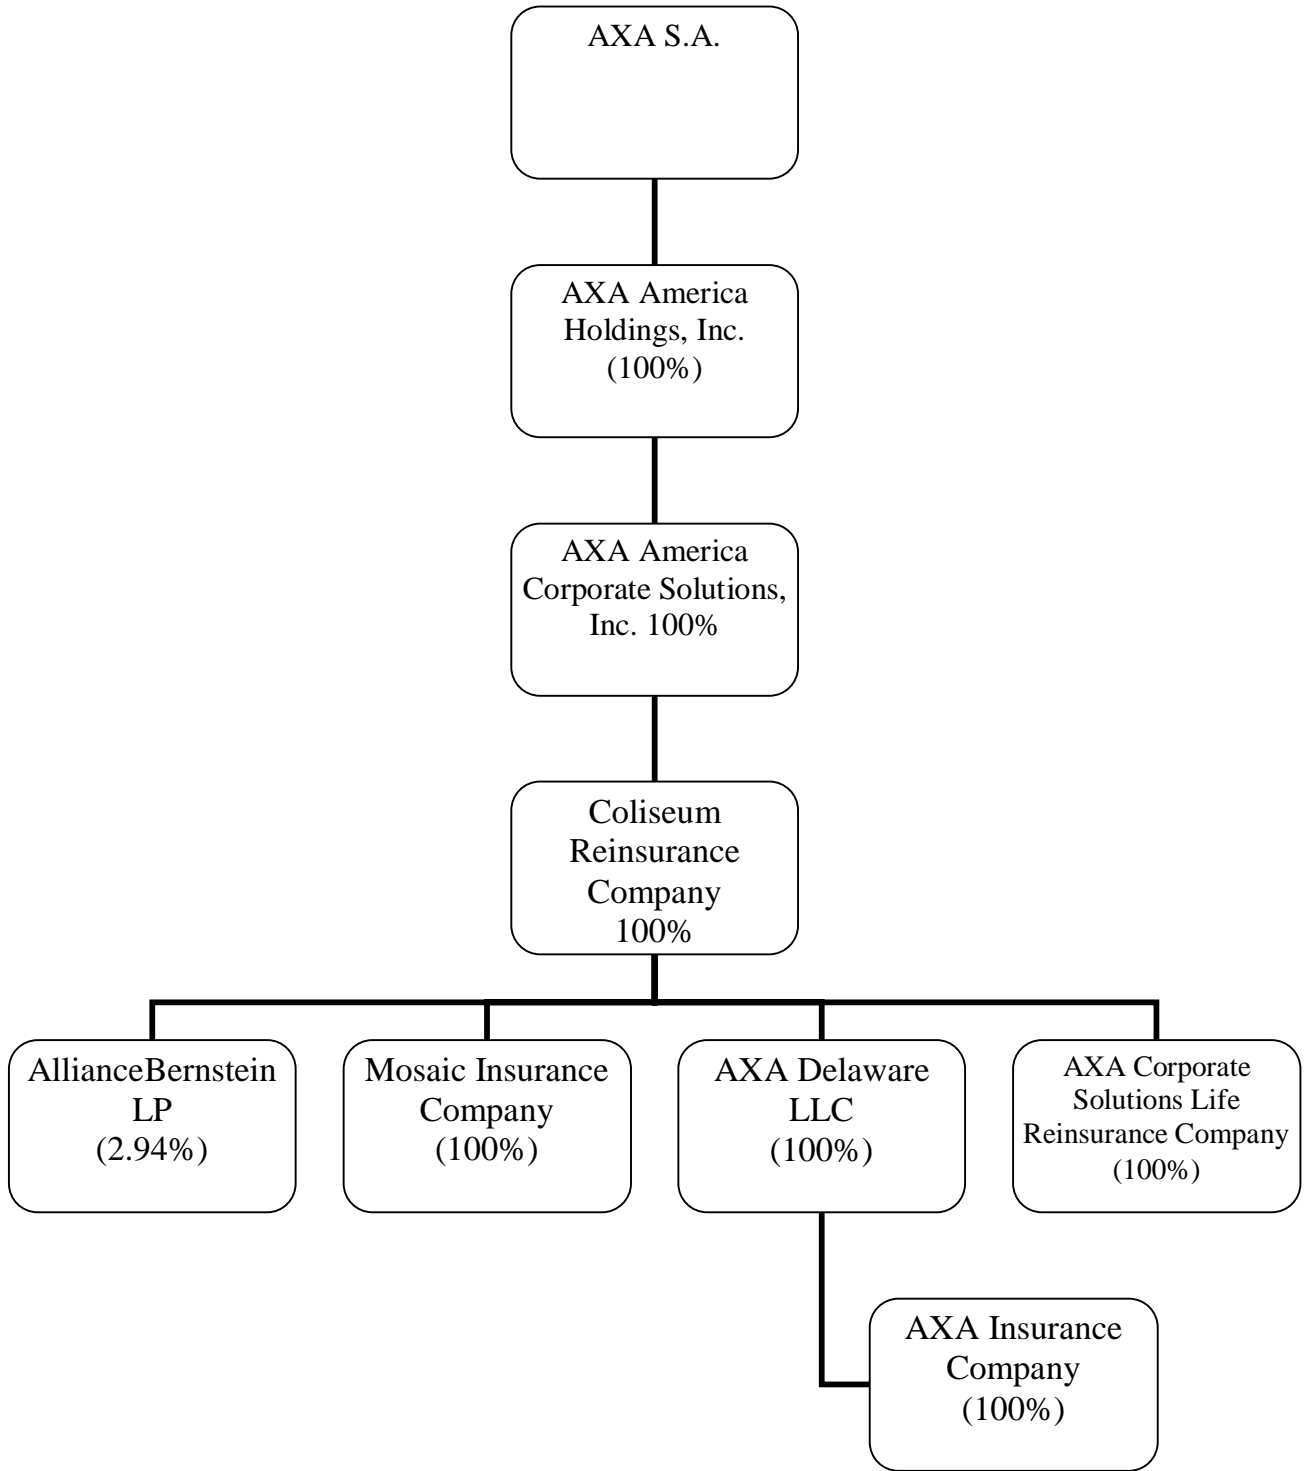 AXA S.A.
AXA America
Holdings, Inc.
(100%)
AXA America
Corporate Solutions,
Inc. 100%
Coliseum
Reinsurance
Company
100%
AllianceBernstein
LP
(2.94%)
Mosaic Insurance
Company
(100%)
AXA Delaware
LLC
(100%)
AXA Corporate
Solutions Life
Reinsurance Company
(100%)
AXA Insurance
Company
(100%)